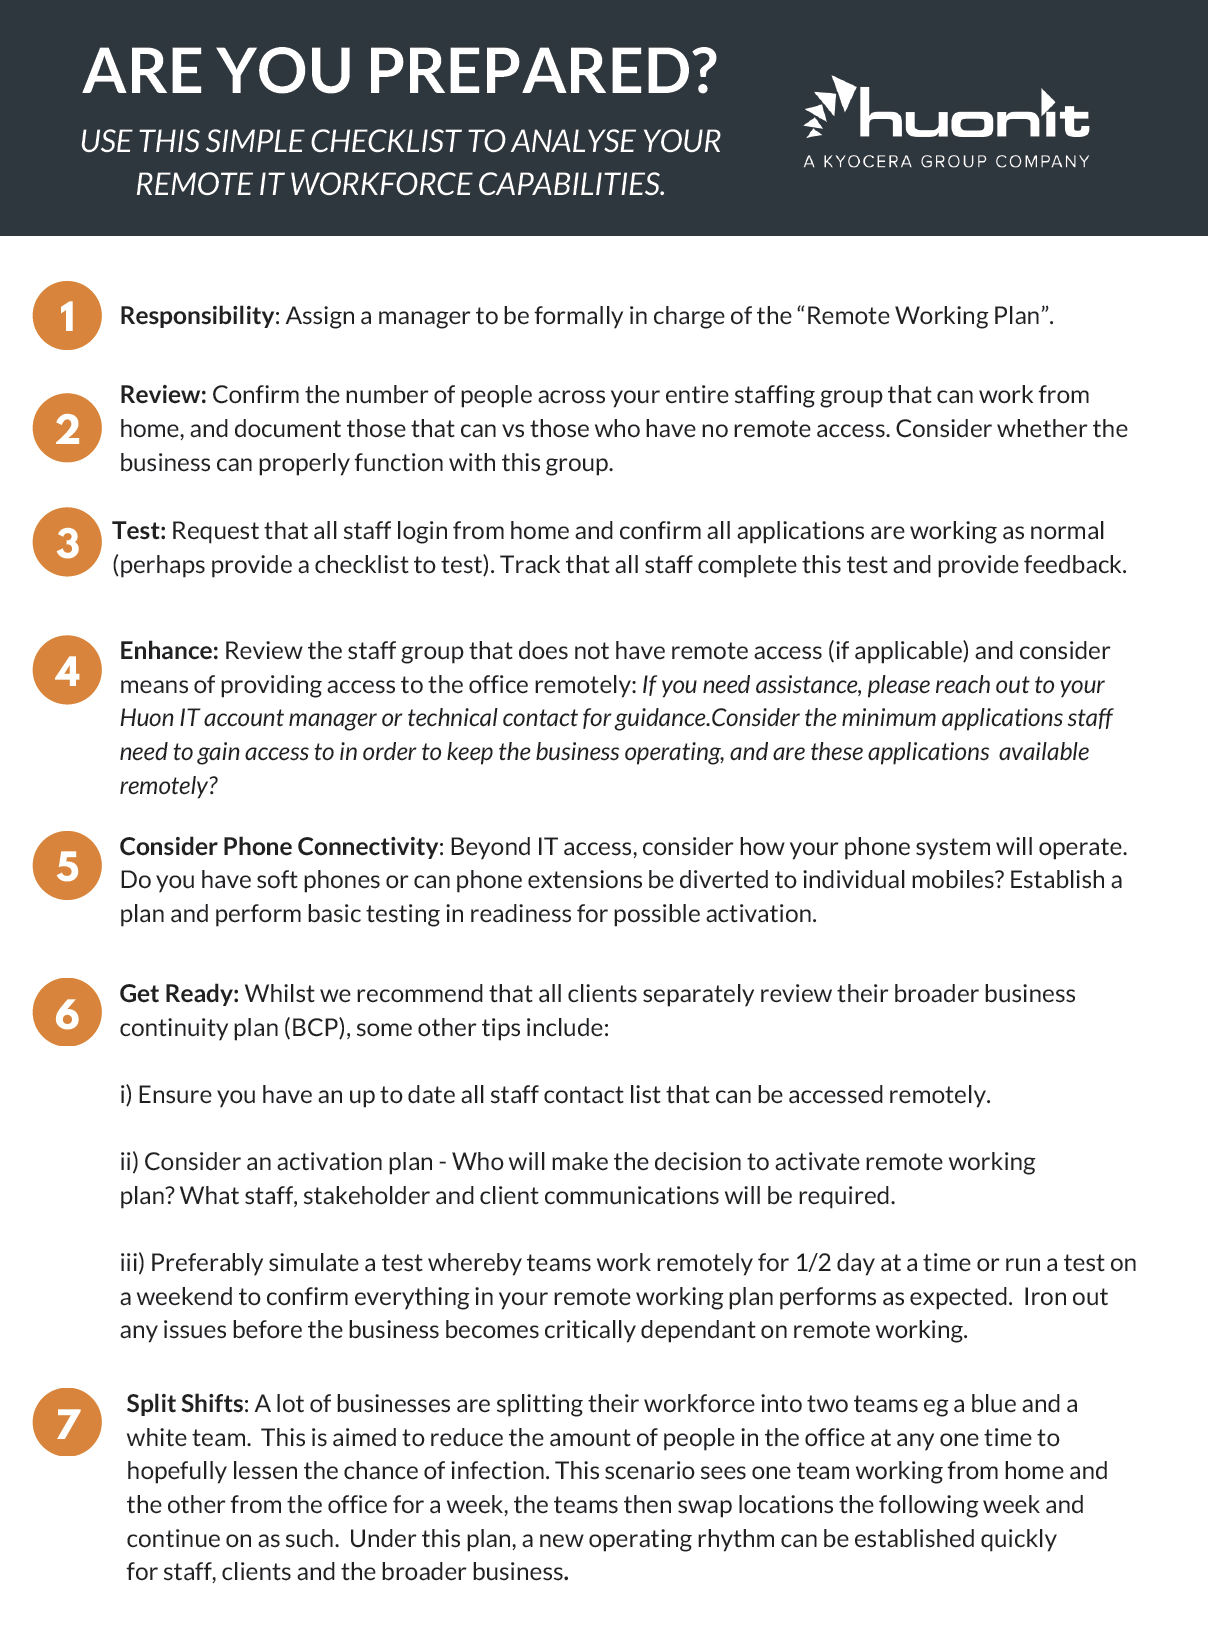 ARE YOU PREPARED?
USE THIS SIMPLE CHECKLIST TO ANALYSE YOUR
REMOTE IT WORKFORCE CAPABILITIES.
huonit
A KYOCERA GROUP COMPANY
1
Responsibility: Assign a manager to be formally in charge of the “Remote Working Plan”.
2
Review: Confirm the number of people across your entire staffing group that can work from
home, and document those that can vs those who have no remote access. Consider whether the
business can properly function with this group.
3
Test: Request that all staff login from home and confirm all applications are working as normal
(perhaps provide a checklist to test). Track that all staff complete this test and provide feedback.
4
Enhance: Review the staff group that does not have remote access (if applicable) and consider
means of providing access to the office remotely: If you need assistance, please reach out to your
Huon IT account manager or technical contact for guidance.Consider the minimum applications staff
need to gain access to in order to keep the business operating, and are these applications  available
remotely?
5
Consider Phone Connectivity: Beyond IT access, consider how your phone system will operate.
Do you have soft phones or can phone extensions be diverted to individual mobiles? Establish a
plan and perform basic testing in readiness for possible activation.
6
Get Ready: Whilst we recommend that all clients separately review their broader business
continuity plan (BCP), some other tips include:
i) Ensure you have an up to date all staff contact list that can be accessed remotely.
ii) Consider an activation plan - Who will make the decision to activate remote working
plan? What staff, stakeholder and client communications will be required.
iii) Preferably simulate a test whereby teams work remotely for 1/2 day at a time or run a test on
a weekend to confirm everything in your remote working plan performs as expected.  Iron out
any issues before the business becomes critically dependant on remote working.
7
Split Shifts: A lot of businesses are splitting their workforce into two teams eg a blue and a
white team.  This is aimed to reduce the amount of people in the office at any one time to
hopefully lessen the chance of infection. This scenario sees one team working from home and
the other from the office for a week, the teams then swap locations the following week and
continue on as such.  Under this plan, a new operating rhythm can be established quickly
for staff, clients and the broader business.